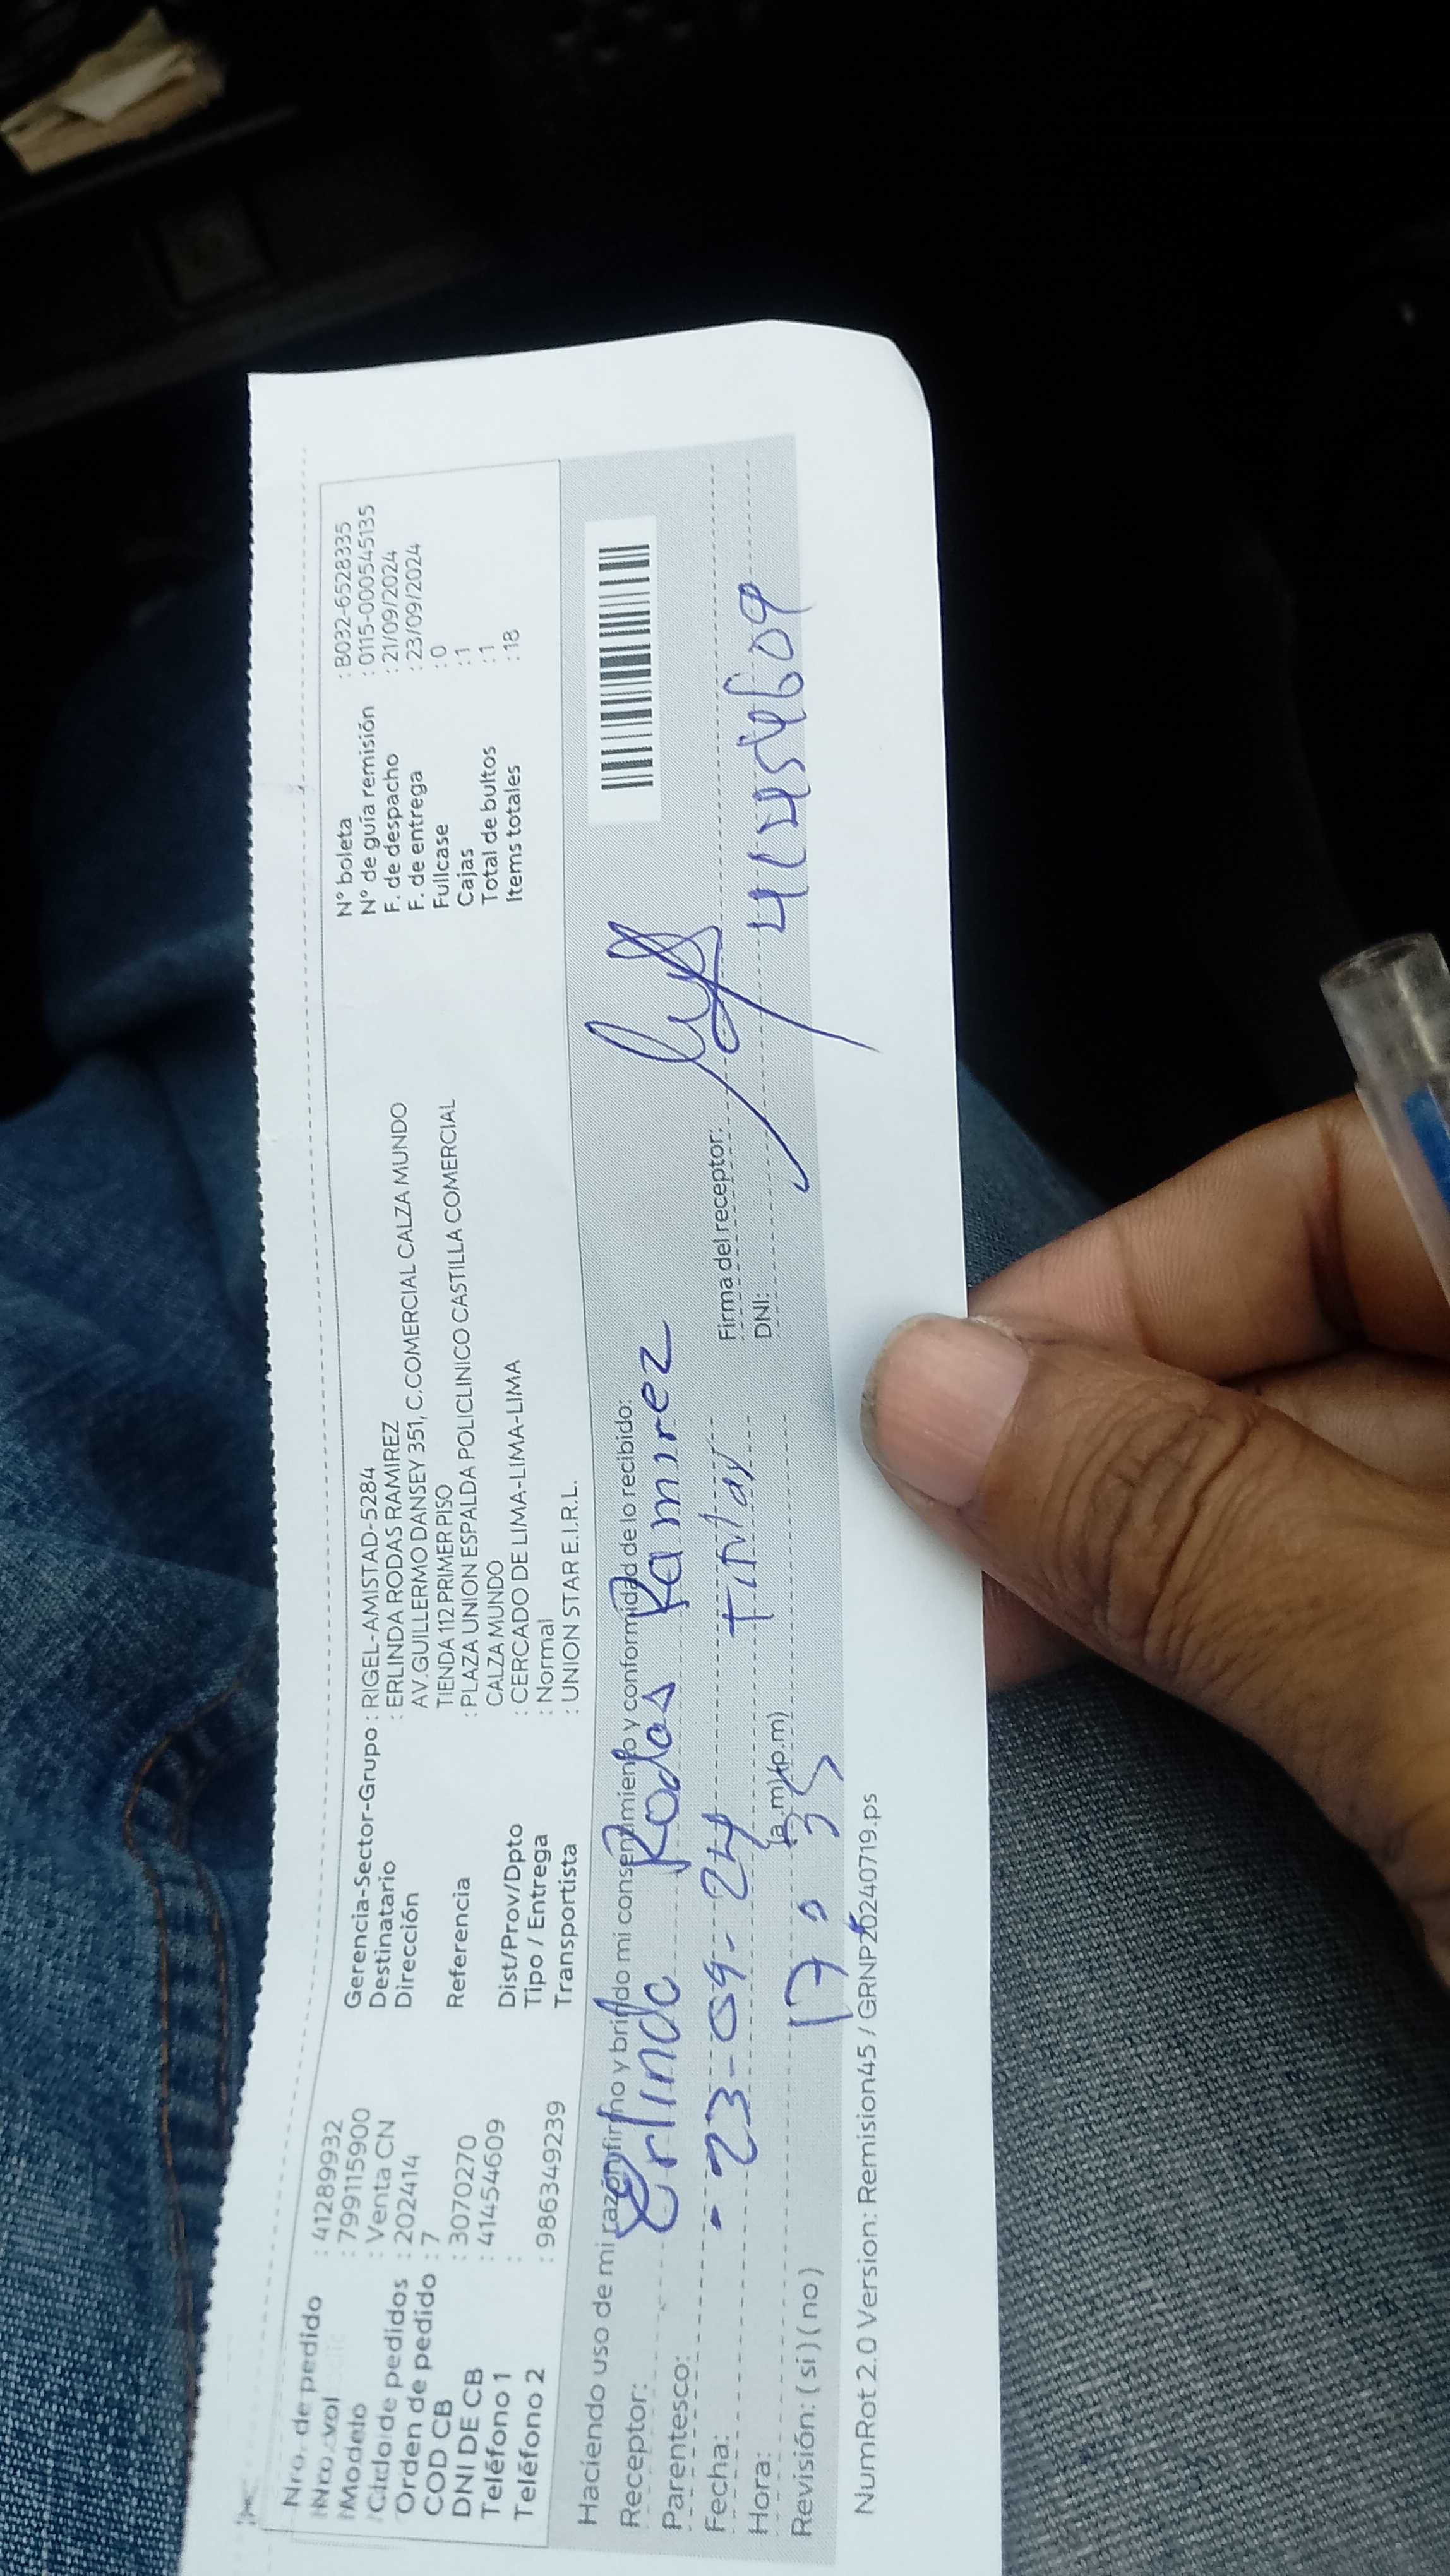 Nro. de pedido : 41289932
Nro. vol : 799115900
Modelo : Venta CN
Ciclo de pedidos : 202414
Orden de pedido : 7
COD CB : 3070270
DNI DE CB : 41454609
Teléfono 1 :
Teléfono 2 : 986349239
Gerencia-Sector-Grupo : RIGEL-AMISTAD-5284
Destinatario : ERLINDA RODAS RAMIREZ
Dirección AV.GUILLERMO DANSEY 351, C.COMERCIAL CALZA MUNDO
TIENDA 112 PRIMER PISO
Referencia : PLAZA UNION ESPALDA POLICLINICO CASTILLA COMERCIAL
CALZA MUNDO
Dist/Prov/Dpto : CERCADO DE LIMA-LIMA-LIMA
Tipo / Entrega : Normal
Transportista : UNION STAR E.I.R.L.
N° boleta : B032-6528335
N° de guía remisión : 0115-000545135
F. de despacho : 21/09/2024
F. de entrega : 23/09/2024
Fullcase : 0
Cajas : 1
Total de bultos : 1
Items totales : 18
Haciendo uso de mi razón firmo y brindo mi consentimiento y conformidad de lo recibido:
Receptor: Erlinda Rodas Ramirez
Parentesco: Titular
Fecha: 23-09-24
Hora: 17:35 (a.m)(p.m)
Revisión: ( si ) ( no )
Firma del receptor:
DNI: 41454609
NumRot 2.0 Version: Remision45 / GRNP20240719.ps